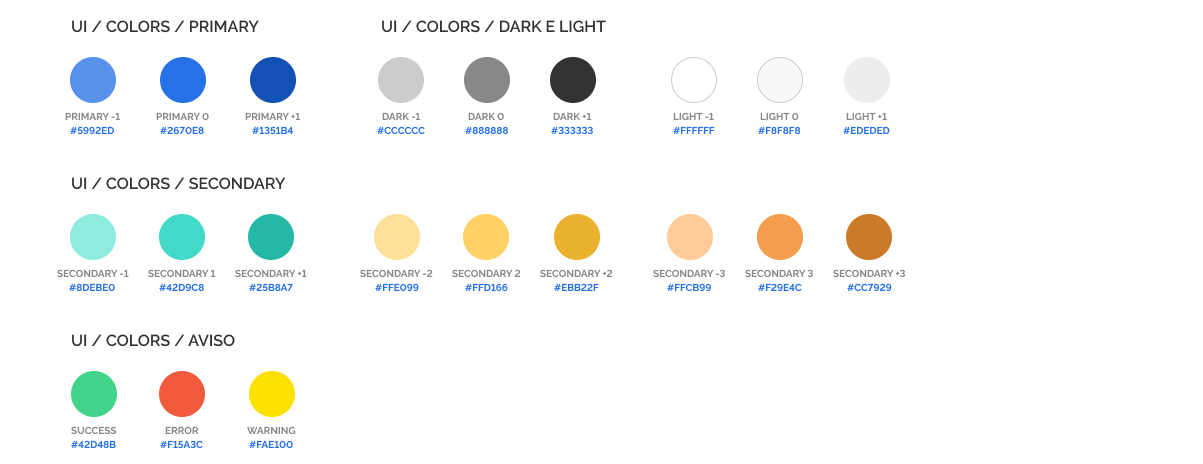 UI / COLORS / PRIMARY
UI / COLORS / DARK E LIGHT
PRIMARY -1 PRIMARY 0 PRIMARY +1 DARK -1 DARK 0 DARK +1 LIGHT -1 LIGHT 0 LIGHT +1
#5992ED #2670E8 #1351B4 #CCCCCC #888888 #333333 #FFFFFF #F8F8F8 #EDEDED
UI / COLORS / SECONDARY
SECONDARY -1 SECONDARY 1 SECONDARY +1 SECONDARY -2 SECONDARY 2 SECONDARY +2 SECONDARY -3 SECONDARY 3 SECONDARY +3
#8DEBE0 #42D9C8 #25B8A7 #FFE099 #FFD166 #EBB22F #FFCB99 #F29E4C #CC7929
UI / COLORS / AVISO
SUCCESS ERROR WARNING
#42D48B #F15A3C #FAE100